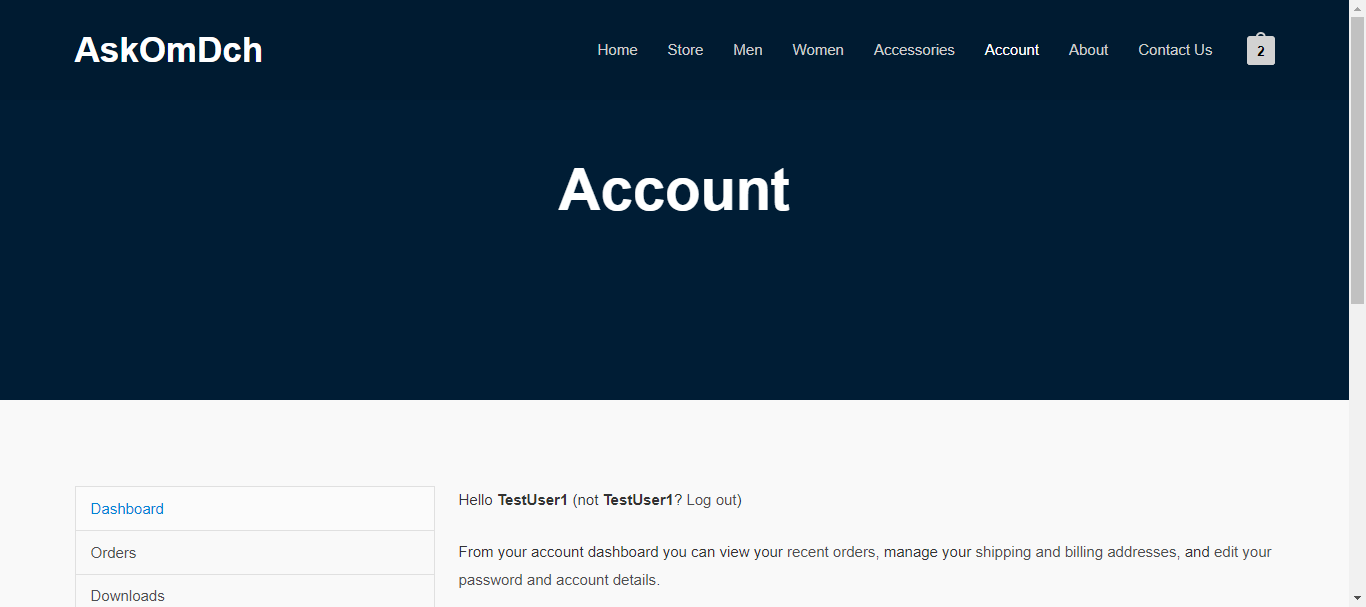 AskOmDch
Home Store Men Women Accessories Account About Contact Us 2
Account
Dashboard
Orders
Downloads
Hello TestUser1 (not TestUser1? Log out)
From your account dashboard you can view your recent orders, manage your shipping and billing addresses, and edit your
password and account details.